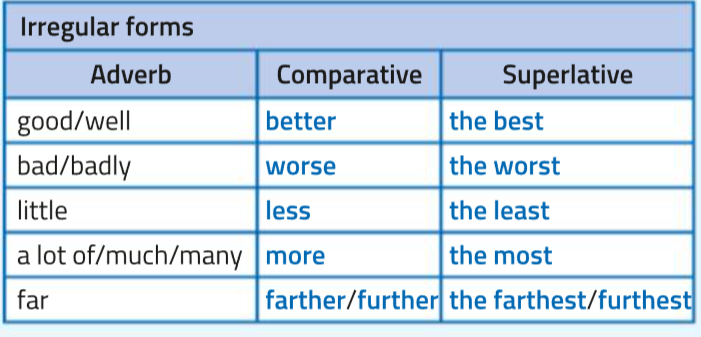 Irregular forms
Adverb Comparative Superlative
good/well better the best
bad/badly worse the worst
little less the least
a lot of/much/many more the most
far farther/further the farthest/furthest